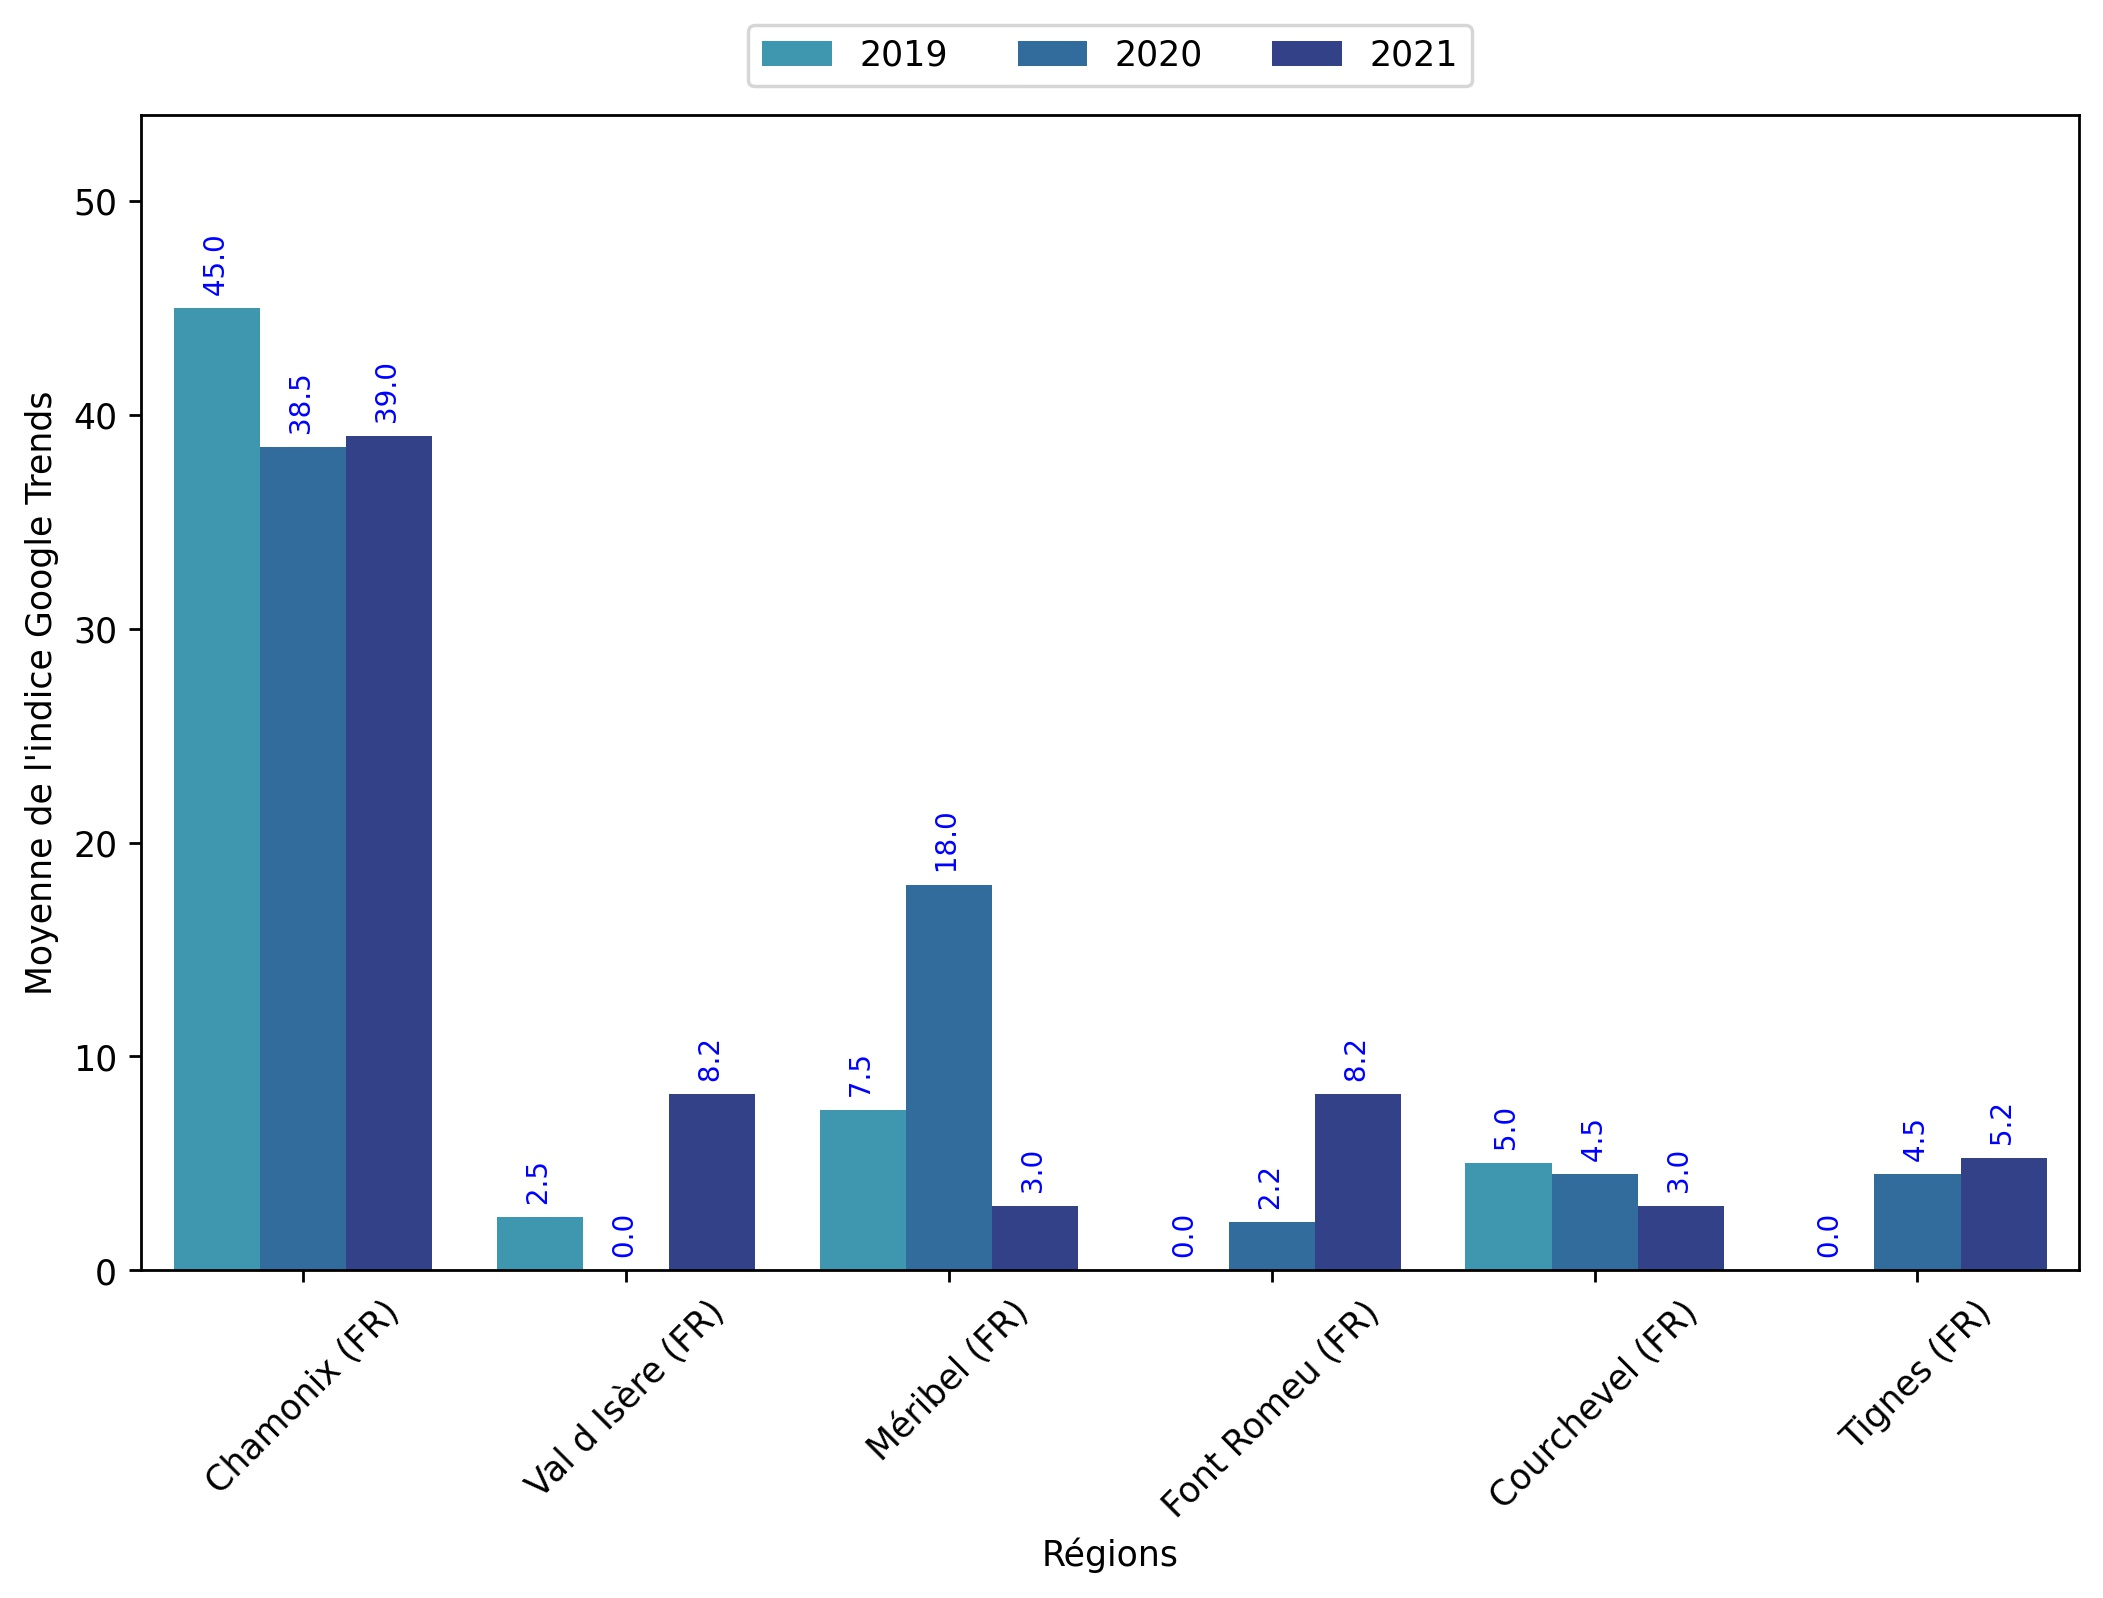 2019 2020 2021
Moyenne de l'indice Google Trends
50
40
30
20
10
0
45.0 38.5 39.0
2.5 0.0 8.2
7.5 18.0 3.0
0.0 2.2 8.2
5.0 4.5 3.0
0.0 4.5 5.2
Chamonix (FR)
Val d Isère (FR)
Méribel (FR)
Font Romeu (FR)
Courchevel (FR)
Tignes (FR)
Régions